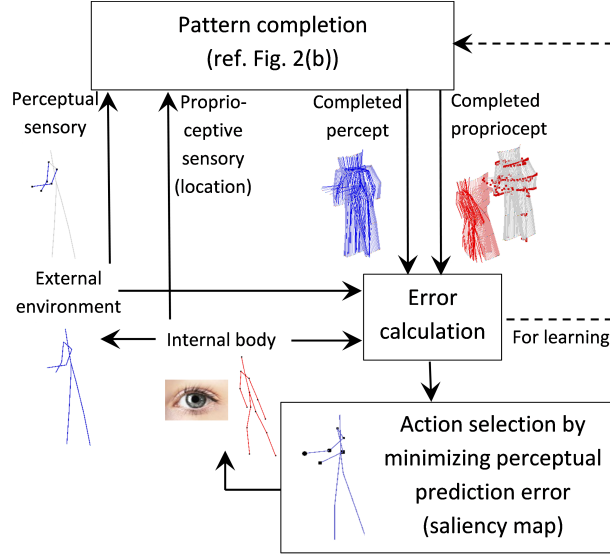 Pattern completion
(ref. Fig. 2(b))
Perceptual
sensory
Proprio-
ceptive
sensory
(location)
Completed
percept
Completed
propriocept
External
environment
Internal body
Error
calculation
For learning
Action selection by
minimizing perceptual
prediction error
(saliency map)